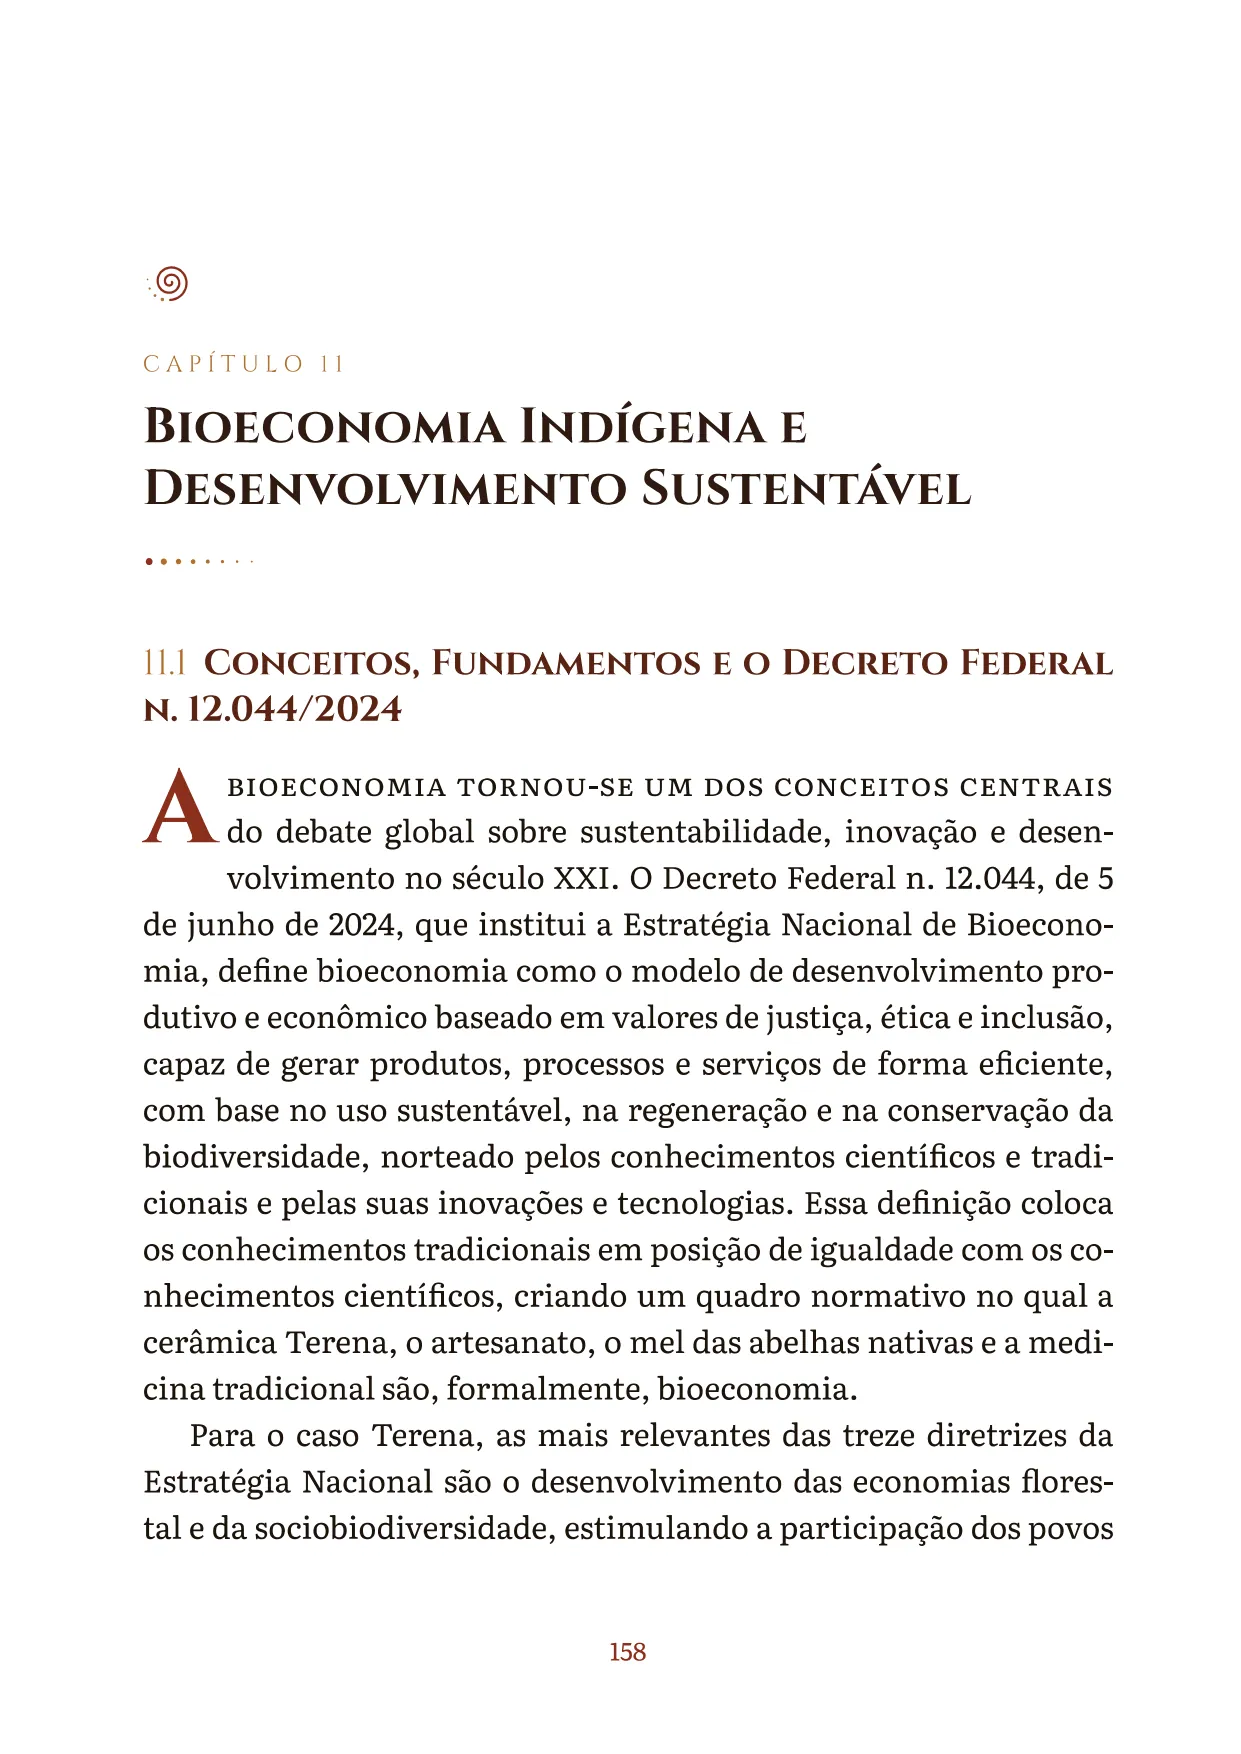 CAPÍTULO 11
Bioeconomia Indígena e
Desenvolvimento Sustentável
11.1 Conceitos, Fundamentos e o Decreto Federal
n. 12.044/2024
A bioeconomia tornou-se um dos conceitos centrais
do debate global sobre sustentabilidade, inovação e desen-
volvimento no século XXI. O Decreto Federal n. 12.044, de 5
de junho de 2024, que institui a Estratégia Nacional de Bioecono-
mia, define bioeconomia como o modelo de desenvolvimento pro-
dutivo e econômico baseado em valores de justiça, ética e inclusão,
capaz de gerar produtos, processos e serviços de forma eficiente,
com base no uso sustentável, na regeneração e na conservação da
biodiversidade, norteado pelos conhecimentos científicos e tradi-
cionais e pelas suas inovações e tecnologias. Essa definição coloca
os conhecimentos tradicionais em posição de igualdade com os co-
nhecimentos científicos, criando um quadro normativo no qual a
cerâmica Terena, o artesanato, o mel das abelhas nativas e a medi-
cina tradicional são, formalmente, bioeconomia.
Para o caso Terena, as mais relevantes das treze diretrizes da
Estratégia Nacional são o desenvolvimento das economias flores-
tal e da sociobiodiversidade, estimulando a participação dos povos
158